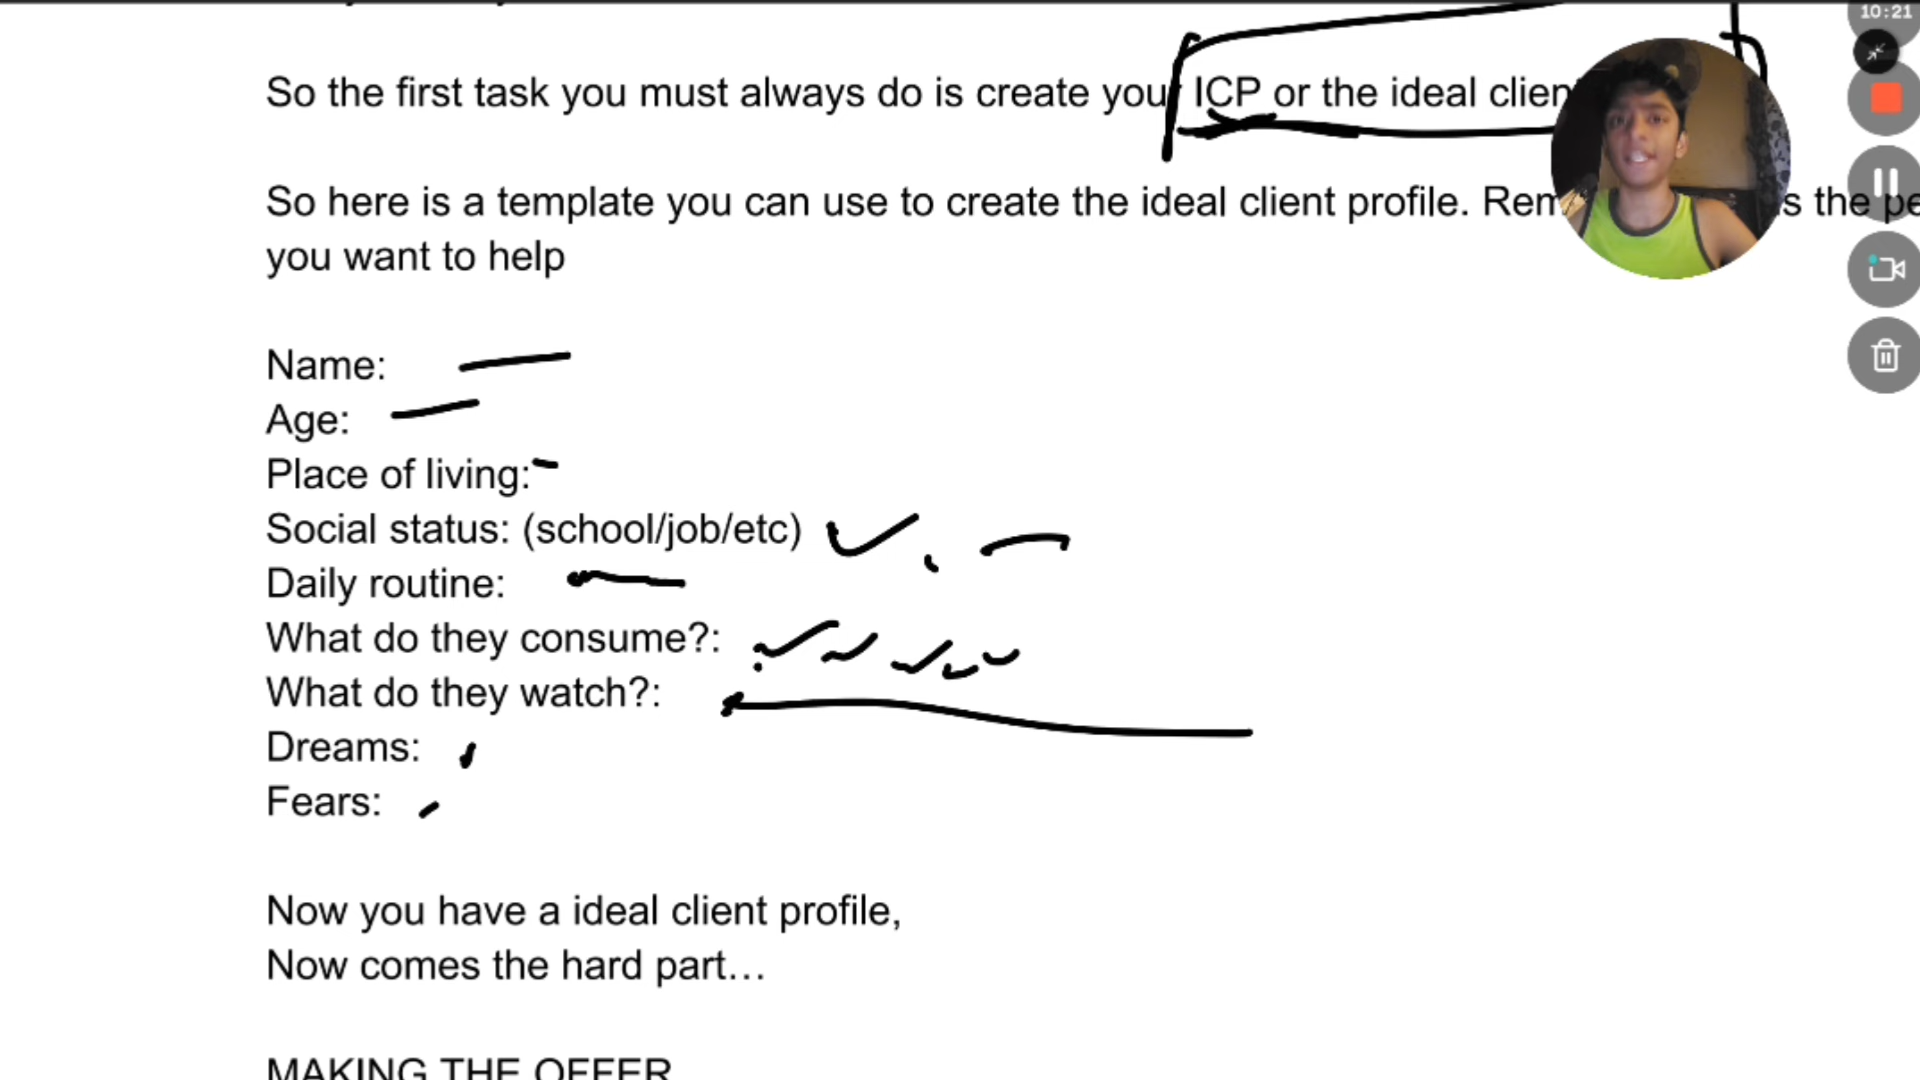 10:21
So the first task you must always do is create your ICP or the ideal clien
So here is a template you can use to create the ideal client profile. Rem s the pe
you want to help
Name:
Age:
Place of living:
Social status: (school/job/etc)
Daily routine:
What do they consume?:
What do they watch?:
Dreams:
Fears:
Now you have a ideal client profile,
Now comes the hard part…
MAKING THE OFFER